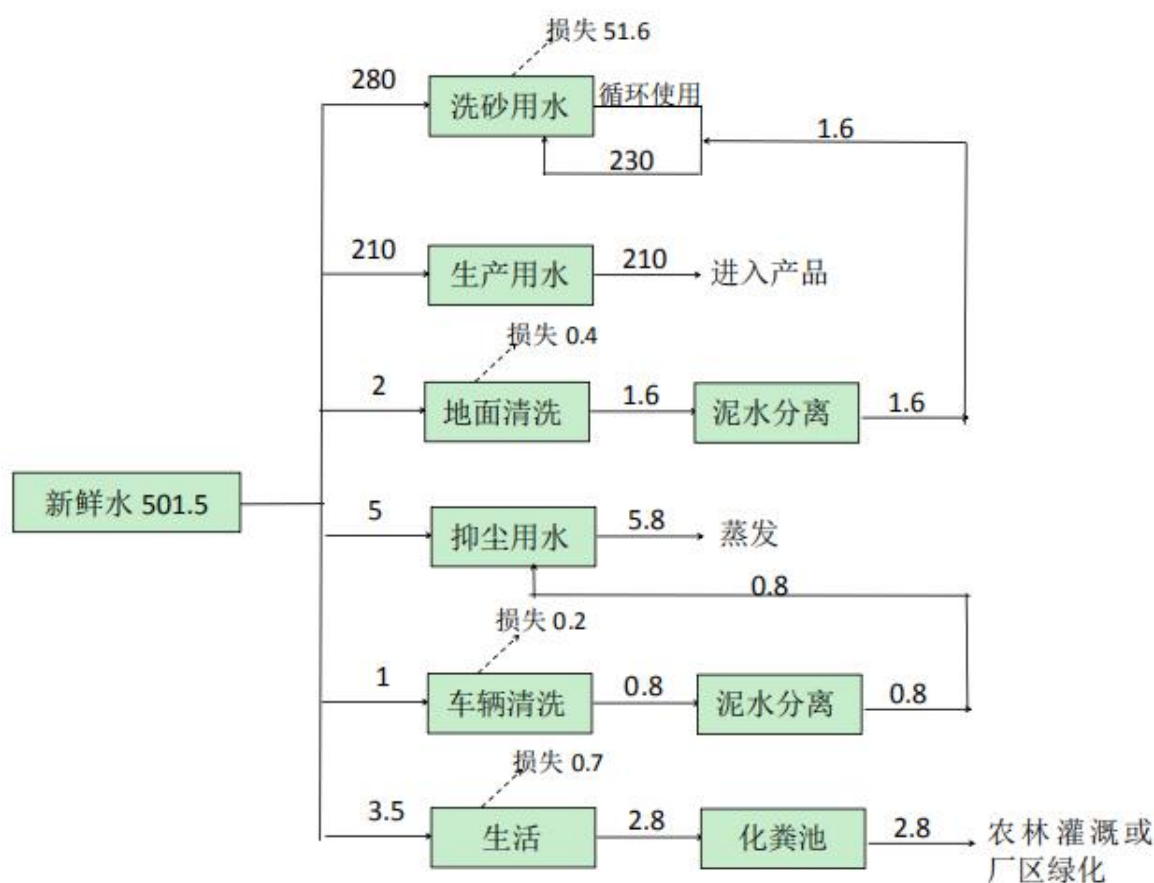 损失 51.6
280
洗砂用水
循环使用
230
1.6
210
生产用水
210
进入产品
损失 0.4
2
地面清洗
1.6
泥水分离
1.6
新鲜水 501.5
5
抑尘用水
5.8
蒸发
0.8
损失 0.2
1
车辆清洗
0.8
泥水分离
0.8
损失 0.7
3.5
生活
2.8
化粪池
2.8
农林灌溉或
厂区绿化